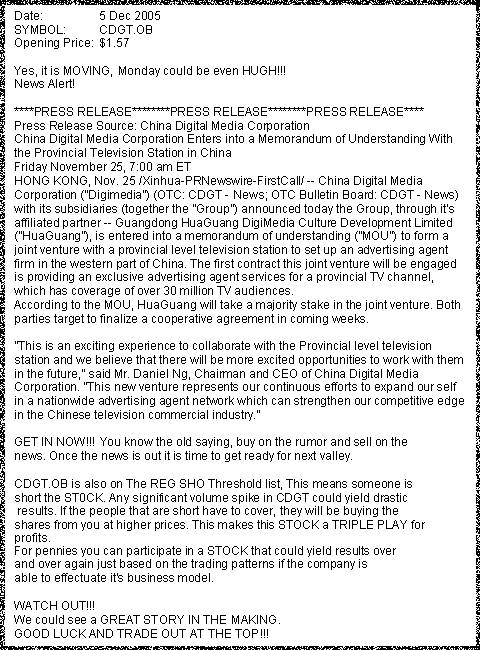 Date: 5 Dec 2005
SYMBOL: CDGT.OB
Opening Price: $1.57
Yes, it is MOVING, Monday could be even HUGH!!!
News Alert!
****PRESS RELEASE********PRESS RELEASE********PRESS RELEASE****
Press Release Source: China Digital Media Corporation
China Digital Media Corporation Enters into a Memorandum of Understanding With
the Provincial Television Station in China
Friday November 25, 7:00 am ET
HONG KONG, Nov. 25 /Xinhua-PRNewswire-FirstCall/ -- China Digital Media
Corporation ("Digimedia") (OTC: CDGT - News; OTC Bulletin Board: CDGT - News)
with its subsidiaries (together the "Group") announced today the Group, through it's
affiliated partner -- Guangdong HuaGuang DigiMedia Culture Development Limited
("HuaGuang"), is entered into a memorandum of understanding ("MOU") to form a
joint venture with a provincial level television station to set up an advertising agent
firm in the western part of China. The first contract this joint venture will be engaged
is providing an exclusive advertising agent services for a provincial TV channel,
which has coverage of over 30 million TV audiences.
According to the MOU, HuaGuang will take a majority stake in the joint venture. Both
parties target to finalize a cooperative agreement in coming weeks.
"This is an exciting experience to collaborate with the Provincial level television
station and we believe that there will be more excited opportunities to work with them
in the future," said Mr. Daniel Ng, Chairman and CEO of China Digital Media
Corporation. "This new venture represents our continuous efforts to expand our self
in a nationwide advertising agent network which can strengthen our competitive edge
in the Chinese television commercial industry."
GET IN NOW!!! You know the old saying, buy on the rumor and sell on the
news. Once the news is out it is time to get ready for next valley.
CDGT.OB is also on The REG SHO Threshold list, This means someone is
short the ST0CK. Any significant volume spike in CDGT could yield drastic
results. If the people that are short have to cover, they will be buying the
shares from you at higher prices. This makes this STOCK a TRIPLE PLAY for
profits.
For pennies you can participate in a STOCK that could yield results over
and over again just based on the trading patterns if the company is
able to effectuate it's business model.
WATCH OUT!!!
We could see a GREAT STORY IN THE MAKING.
GOOD LUCK AND TRADE OUT AT THE TOP!!!